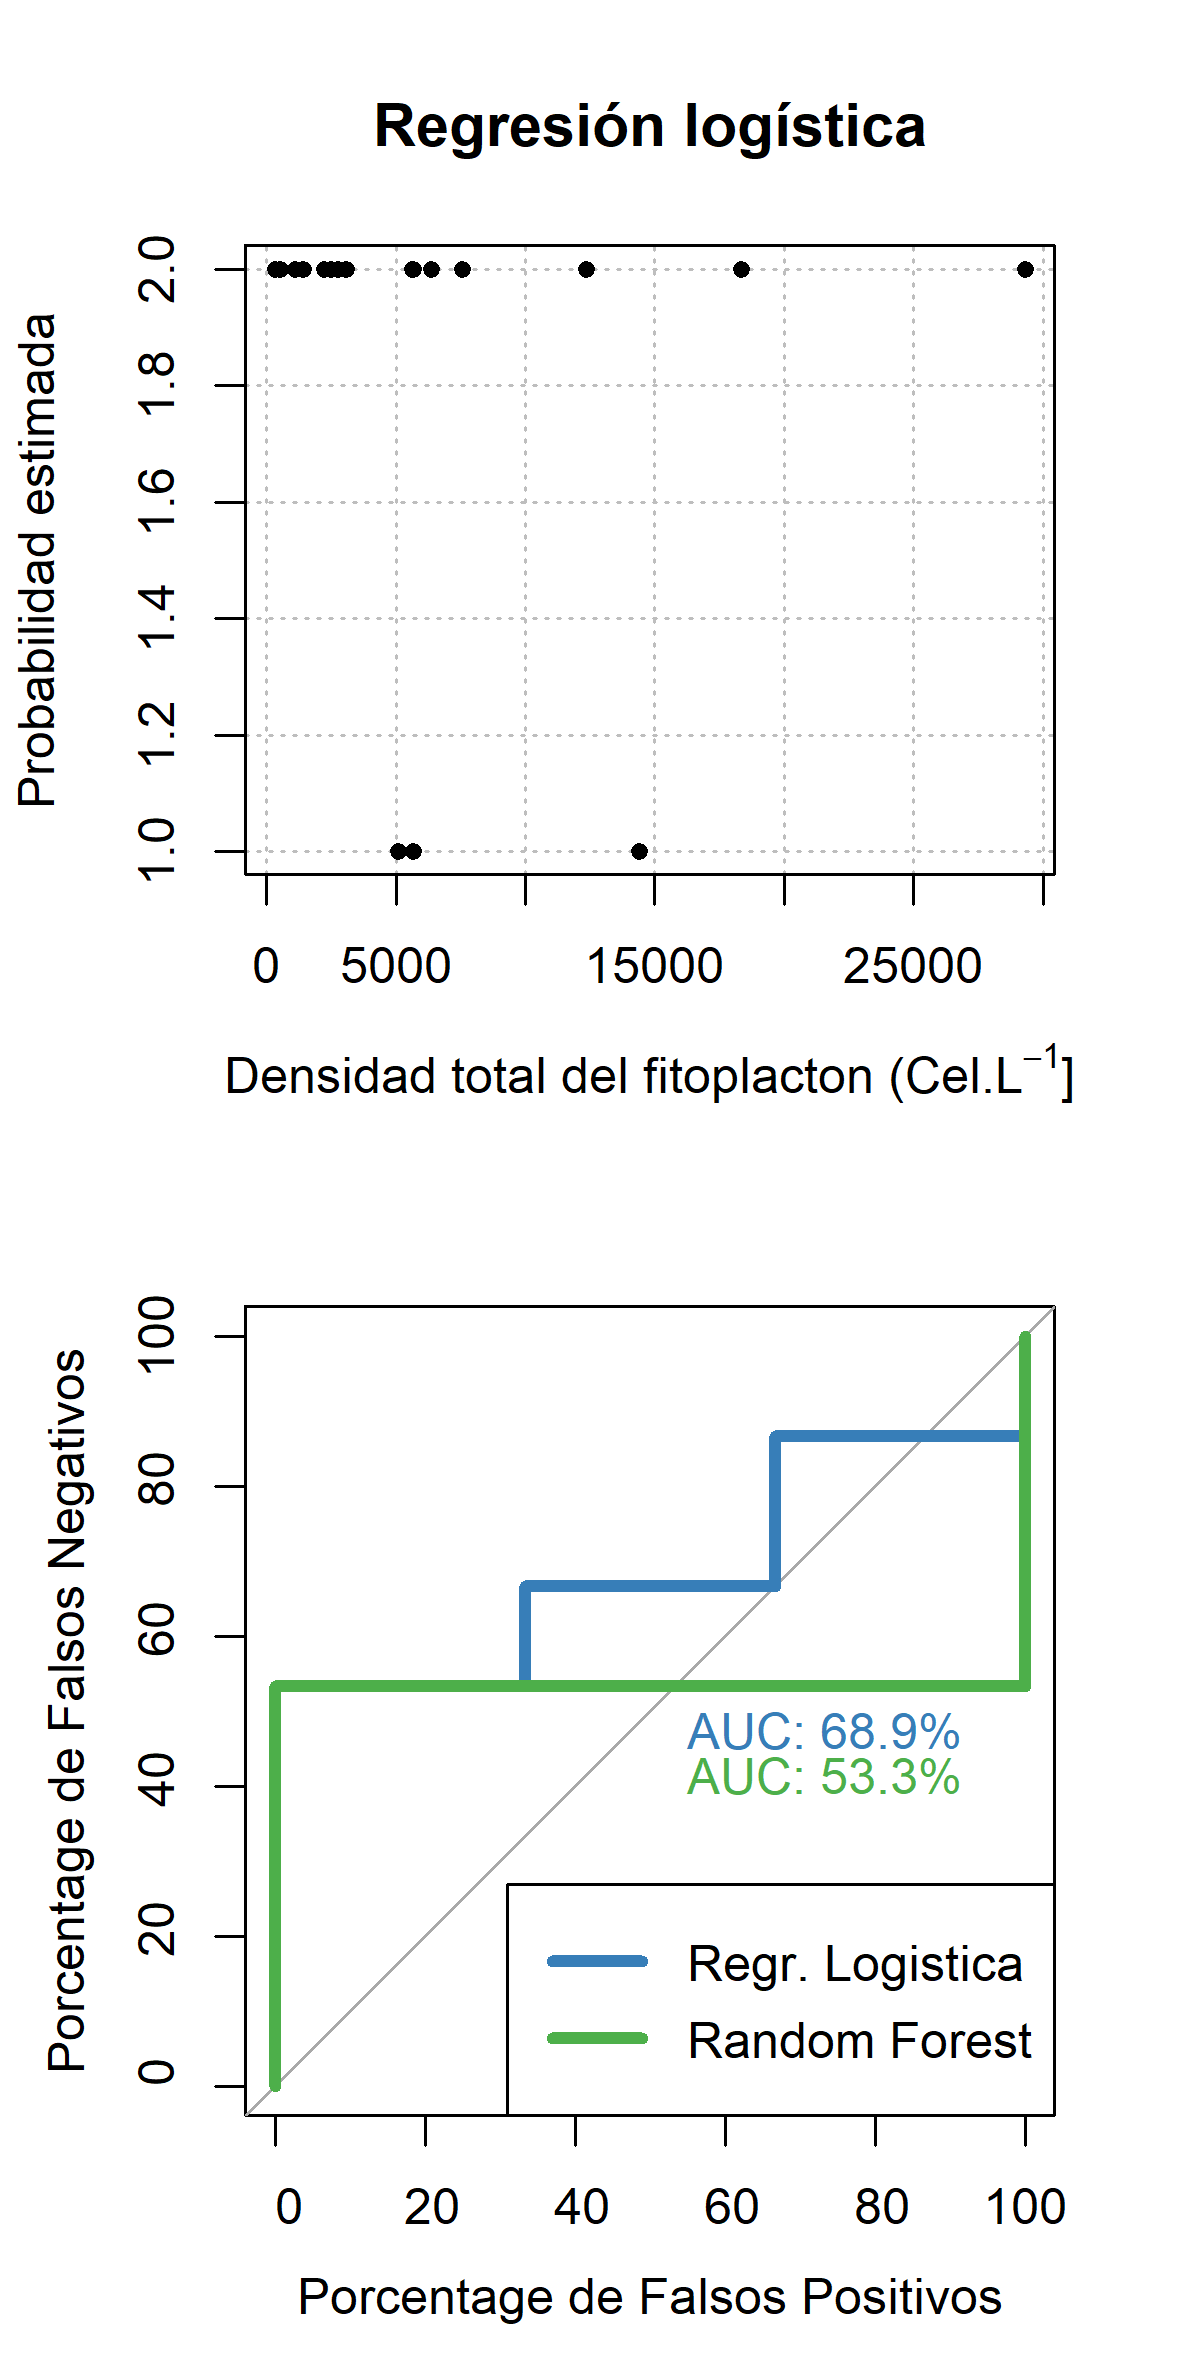 Regresión logística
Probabilidad estimada
2.0
1.8
1.6
1.4
1.2
1.0
0 5000 15000 25000
Densidad total del fitoplacton (Cel.L⁻¹]
Porcentage de Falsos Negativos
100
80
60
40
20
0
AUC: 68.9%
AUC: 53.3%
Regr. Logistica
Random Forest
0 20 40 60 80 100
Porcentage de Falsos Positivos